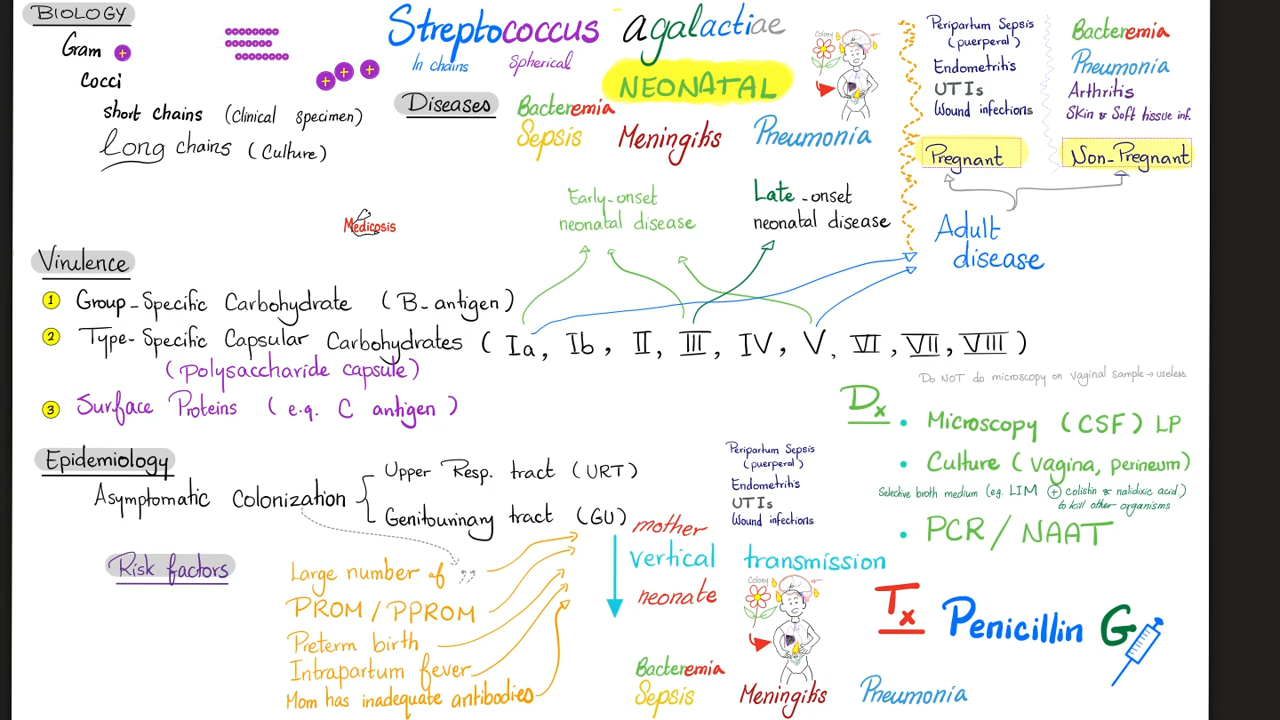 BIOLOGY
Gram +
Cocci
short chains (Clinical specimen)
Long chains (Culture)
+ + +
Streptococcus agalactiae
In chains Spherical
NEONATAL
Diseases
Bacteremia
Sepsis Meningitis Pneumonia
Colony
Peripartum Sepsis
(puerperal)
Endometritis
UTIs
Wound infections
Pregnant
Bacteremia
Pneumonia
Arthritis
Skin & Soft tissue inf.
Non-Pregnant
Early-onset
neonatal disease
Late-onset
neonatal disease
Adult
disease
Medicosis
Virulence
1 Group-Specific Carbohydrate (B-antigen)
2 Type-Specific Capsular Carbohydrates (Ia, Ib, II, III, IV, V, VI, VII, VIII)
(polysaccharide capsule)
3 Surface Proteins (e.g. C antigen)
Do NOT do microscopy on vaginal sample → useless.
Dx
• Microscopy (CSF) LP
• Culture (vagina, perineum)
Selective broth medium (eg. LIM + colistin & nalidixic acid)
to kill other organisms
• PCR / NAAT
Epidemiology
Asymptomatic Colonization
Upper Resp. tract (URT)
Genitourinary tract (GU)
Peripartum Sepsis
(puerperal)
Endometritis
UTIs
Wound infections
mother
vertical transmission
neonate
Risk factors
Large number of ,,
PROM / PPROM
Preterm birth
Intrapartum fever
Mom has inadequate antibodies
Colony
Bacteremia
Sepsis Meningitis Pneumonia
Tx Penicillin G